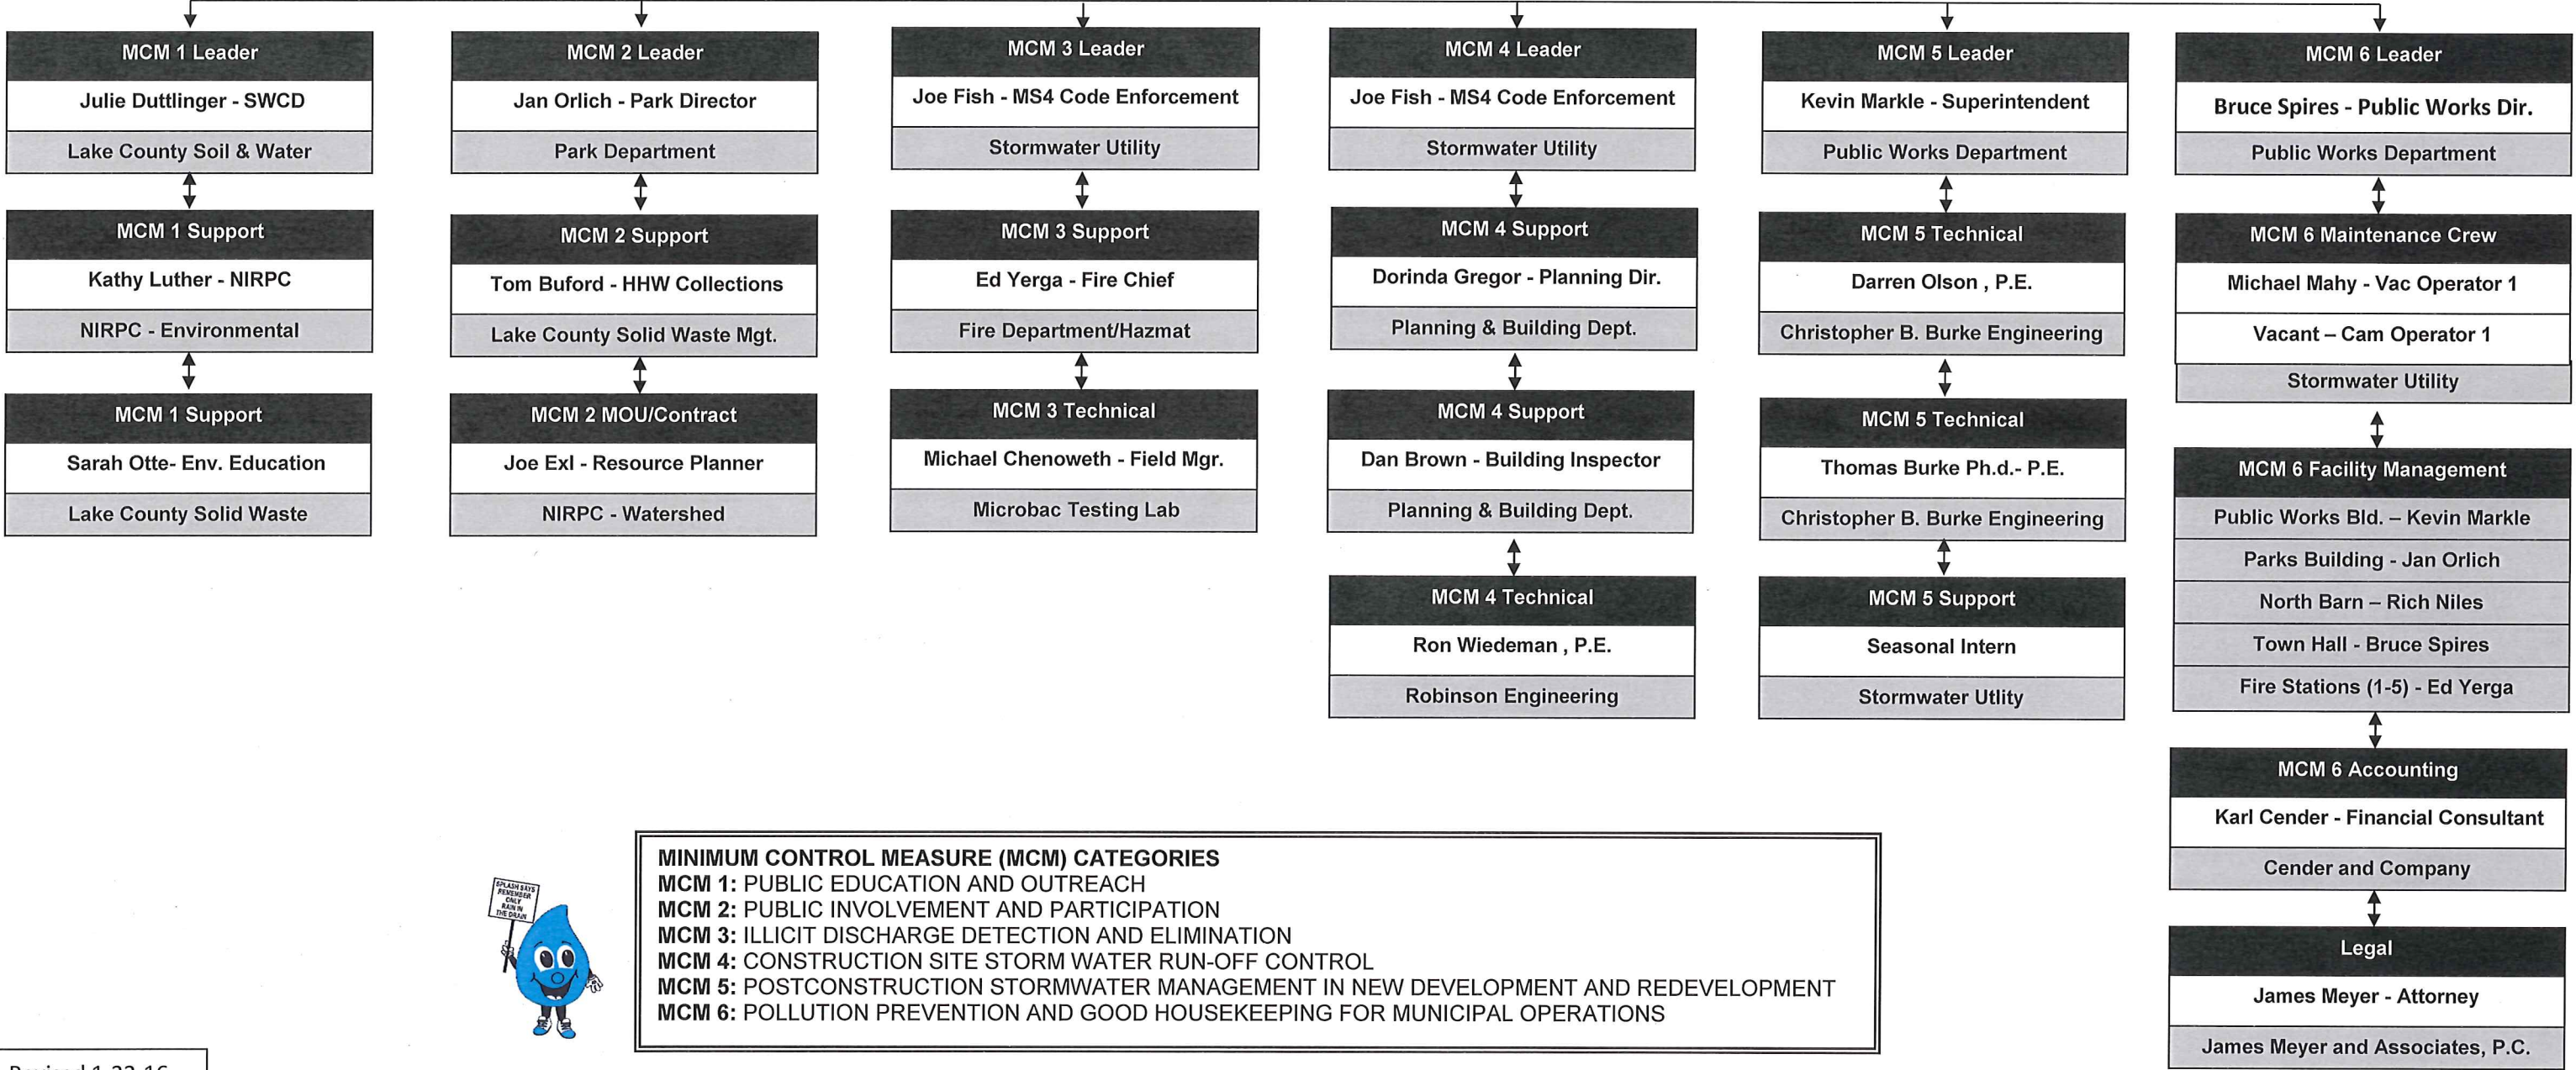 MCM 1 Leader
Julie Duttlinger - SWCD
Lake County Soil & Water
MCM 1 Support
Kathy Luther - NIRPC
NIRPC - Environmental
MCM 1 Support
Sarah Otte- Env. Education
Lake County Solid Waste
MCM 2 Leader
Jan Orlich - Park Director
Park Department
MCM 2 Support
Tom Buford - HHW Collections
Lake County Solid Waste Mgt.
MCM 2 MOU/Contract
Joe Exl - Resource Planner
NIRPC - Watershed
MCM 3 Leader
Joe Fish - MS4 Code Enforcement
Stormwater Utility
MCM 3 Support
Ed Yerga - Fire Chief
Fire Department/Hazmat
MCM 3 Technical
Michael Chenoweth - Field Mgr.
Microbac Testing Lab
MCM 4 Leader
Joe Fish - MS4 Code Enforcement
Stormwater Utility
MCM 4 Support
Dorinda Gregor - Planning Dir.
Planning & Building Dept.
MCM 4 Support
Dan Brown - Building Inspector
Planning & Building Dept.
MCM 4 Technical
Ron Wiedeman , P.E.
Robinson Engineering
MCM 5 Leader
Kevin Markle - Superintendent
Public Works Department
MCM 5 Technical
Darren Olson , P.E.
Christopher B. Burke Engineering
MCM 5 Technical
Thomas Burke Ph.d.- P.E.
Christopher B. Burke Engineering
MCM 5 Support
Seasonal Intern
Stormwater Utlity
MCM 6 Leader
Bruce Spires - Public Works Dir.
Public Works Department
MCM 6 Maintenance Crew
Michael Mahy - Vac Operator 1
Vacant – Cam Operator 1
Stormwater Utility
MCM 6 Facility Management
Public Works Bld. – Kevin Markle
Parks Building - Jan Orlich
North Barn – Rich Niles
Town Hall - Bruce Spires
Fire Stations (1-5) - Ed Yerga
MCM 6 Accounting
Karl Cender - Financial Consultant
Cender and Company
Legal
James Meyer - Attorney
James Meyer and Associates, P.C.
SPLASH SAYS
REMEMBER
ONLY
RAIN IN
THE DRAIN
MINIMUM CONTROL MEASURE (MCM) CATEGORIES
MCM 1: PUBLIC EDUCATION AND OUTREACH
MCM 2: PUBLIC INVOLVEMENT AND PARTICIPATION
MCM 3: ILLICIT DISCHARGE DETECTION AND ELIMINATION
MCM 4: CONSTRUCTION SITE STORM WATER RUN-OFF CONTROL
MCM 5: POSTCONSTRUCTION STORMWATER MANAGEMENT IN NEW DEVELOPMENT AND REDEVELOPMENT
MCM 6: POLLUTION PREVENTION AND GOOD HOUSEKEEPING FOR MUNICIPAL OPERATIONS
Revised 1-22-16